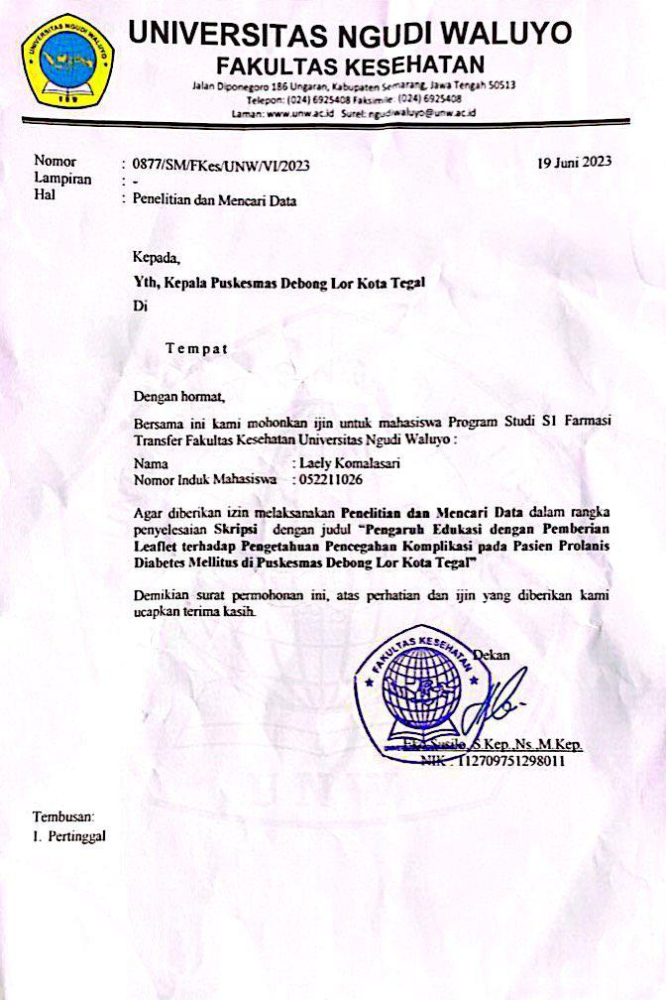 UNIVERSITAS NGUDI WALUYO
UNIVERSITAS NGUDI WALUYO
FAKULTAS KESEHATAN
Jalan Diponegoro 186 Ungaran, Kabupaten Semarang, Jawa Tengah 50513
Telepon: (024) 6925408 Faksimile: (024) 6925408
Laman: www.unw.ac.id Surel: ngudiwaluyo@unw.ac.id
Nomor : 0877/SM/FKes/UNW/VI/2023 19 Juni 2023
Lampiran : -
Hal : Penelitian dan Mencari Data
Kepada,
Yth, Kepala Puskesmas Debong Lor Kota Tegal
Di
Tempat
Dengan hormat,
Bersama ini kami mohonkan ijin untuk mahasiswa Program Studi S1 Farmasi
Transfer Fakultas Kesehatan Universitas Ngudi Waluyo :
Nama : Laely Komalasari
Nomor Induk Mahasiswa : 052211026
Agar diberikan izin melaksanakan Penelitian dan Mencari Data dalam rangka
penyelesaian Skripsi dengan judul "Pengaruh Edukasi dengan Pemberian
Leaflet terhadap Pengetahuan Pencegahan Komplikasi pada Pasien Prolanis
Diabetes Mellitus di Puskesmas Debong Lor Kota Tegal"
Demikian surat permohonan ini, atas perhatian dan ijin yang diberikan kami
ucapkan terima kasih.
FAKULTAS KESEHATAN
Dekan
Eko Susilo, S.Kep.,Ns.,M.Kep.
NIK . 112709751298011
Tembusan:
1. Pertinggal